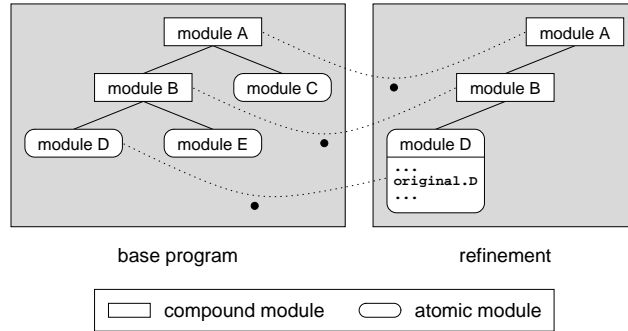 module A
module A
module B
module C
module B
module D
module E
module D
...
original.D
...
base program
refinement
compound module
atomic module